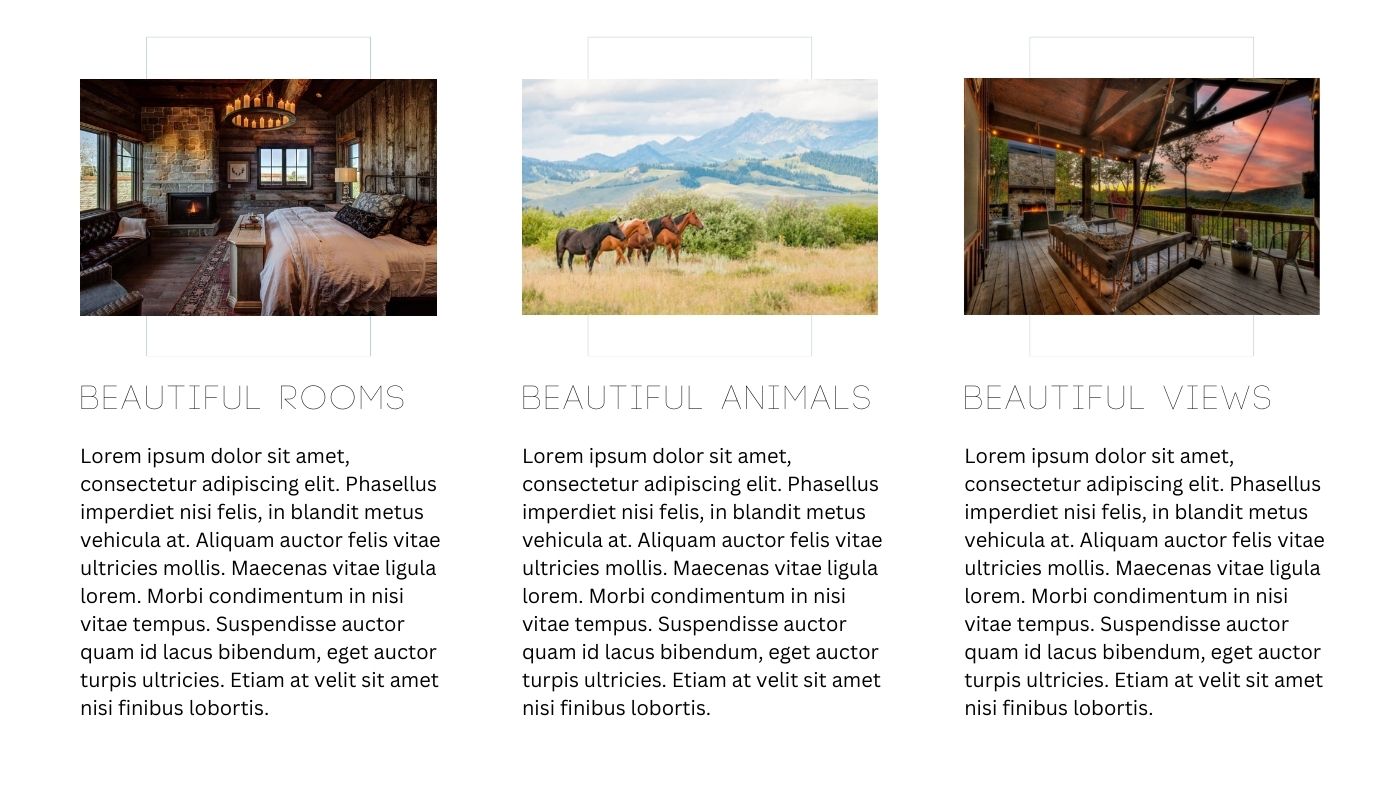 BEAUTIFUL ROOMS
Lorem ipsum dolor sit amet,
consectetur adipiscing elit. Phasellus
imperdiet nisi felis, in blandit metus
vehicula at. Aliquam auctor felis vitae
ultricies mollis. Maecenas vitae ligula
lorem. Morbi condimentum in nisi
vitae tempus. Suspendisse auctor
quam id lacus bibendum, eget auctor
turpis ultricies. Etiam at velit sit amet
nisi finibus lobortis.
BEAUTIFUL ANIMALS
Lorem ipsum dolor sit amet,
consectetur adipiscing elit. Phasellus
imperdiet nisi felis, in blandit metus
vehicula at. Aliquam auctor felis vitae
ultricies mollis. Maecenas vitae ligula
lorem. Morbi condimentum in nisi
vitae tempus. Suspendisse auctor
quam id lacus bibendum, eget auctor
turpis ultricies. Etiam at velit sit amet
nisi finibus lobortis.
BEAUTIFUL VIEWS
Lorem ipsum dolor sit amet,
consectetur adipiscing elit. Phasellus
imperdiet nisi felis, in blandit metus
vehicula at. Aliquam auctor felis vitae
ultricies mollis. Maecenas vitae ligula
lorem. Morbi condimentum in nisi
vitae tempus. Suspendisse auctor
quam id lacus bibendum, eget auctor
turpis ultricies. Etiam at velit sit amet
nisi finibus lobortis.